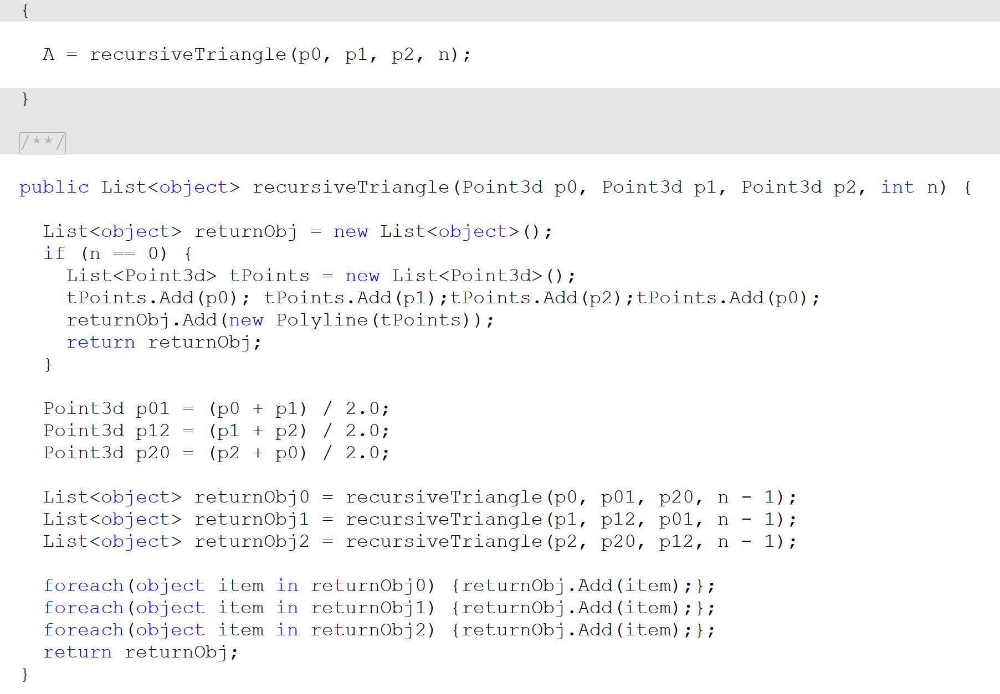 {
A = recursiveTriangle(p0, p1, p2, n);
}
/**/
public List<object> recursiveTriangle(Point3d p0, Point3d p1, Point3d p2, int n) {
List<object> returnObj = new List<object>();
if (n == 0) {
List<Point3d> tPoints = new List<Point3d>();
tPoints.Add(p0); tPoints.Add(p1);tPoints.Add(p2);tPoints.Add(p0);
returnObj.Add(new Polyline(tPoints));
return returnObj;
}
Point3d p01 = (p0 + p1) / 2.0;
Point3d p12 = (p1 + p2) / 2.0;
Point3d p20 = (p2 + p0) / 2.0;
List<object> returnObj0 = recursiveTriangle(p0, p01, p20, n - 1);
List<object> returnObj1 = recursiveTriangle(p1, p12, p01, n - 1);
List<object> returnObj2 = recursiveTriangle(p2, p20, p12, n - 1);
foreach(object item in returnObj0) {returnObj.Add(item);};
foreach(object item in returnObj1) {returnObj.Add(item);};
foreach(object item in returnObj2) {returnObj.Add(item);};
return returnObj;
}